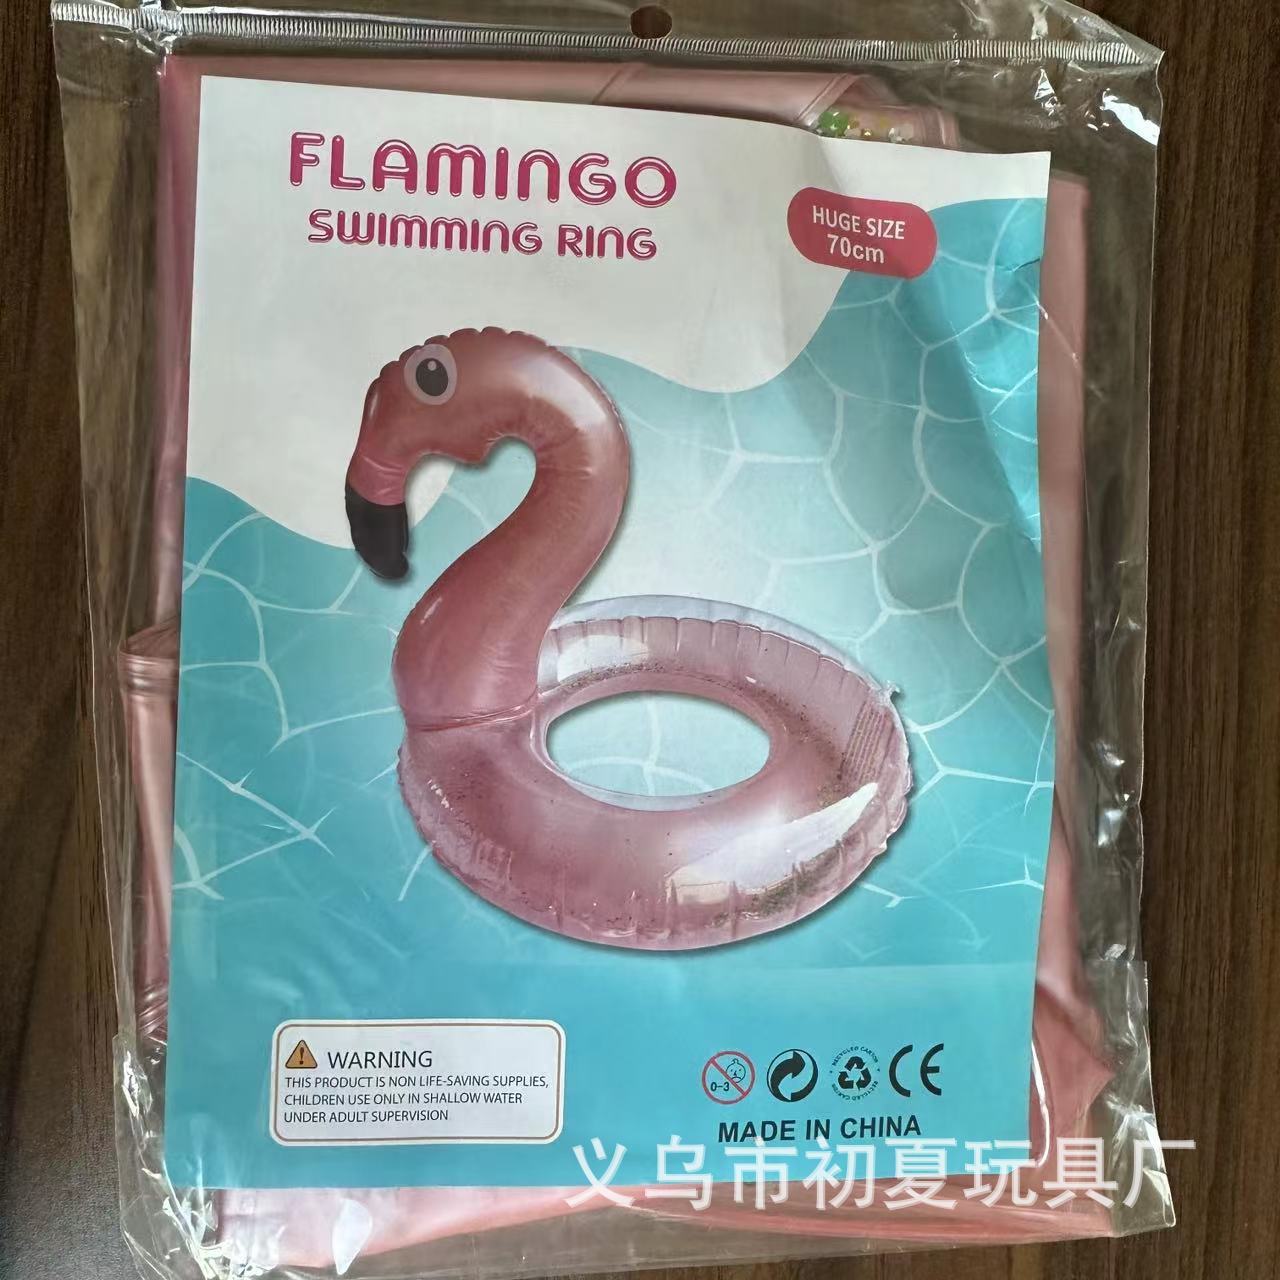 FLAMINGO
SWIMMING RING
HUGE SIZE
70cm
WARNING
THIS PRODUCT IS NON LIFE-SAVING SUPPLIES,
CHILDREN USE ONLY IN SHALLOW WATER
UNDER ADULT SUPERVISION
0-3
RECYCLED CARTON
RECYCLED CARTON
CE
MADE IN CHINA
义乌市初夏玩具厂